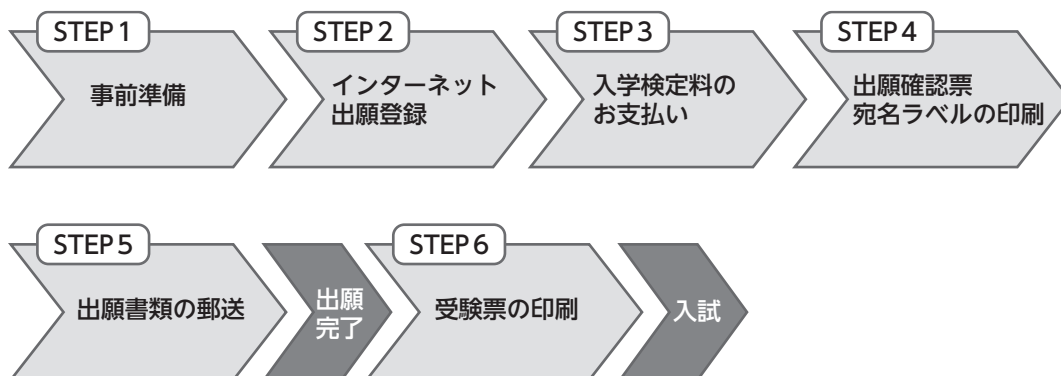 STEP 1
事前準備
STEP 2
インターネット
出願登録
STEP 3
入学検定料の
お支払い
STEP 4
出願確認票
宛名ラベルの印刷
STEP 5
出願書類の郵送
出願
完了
STEP 6
受験票の印刷
入試